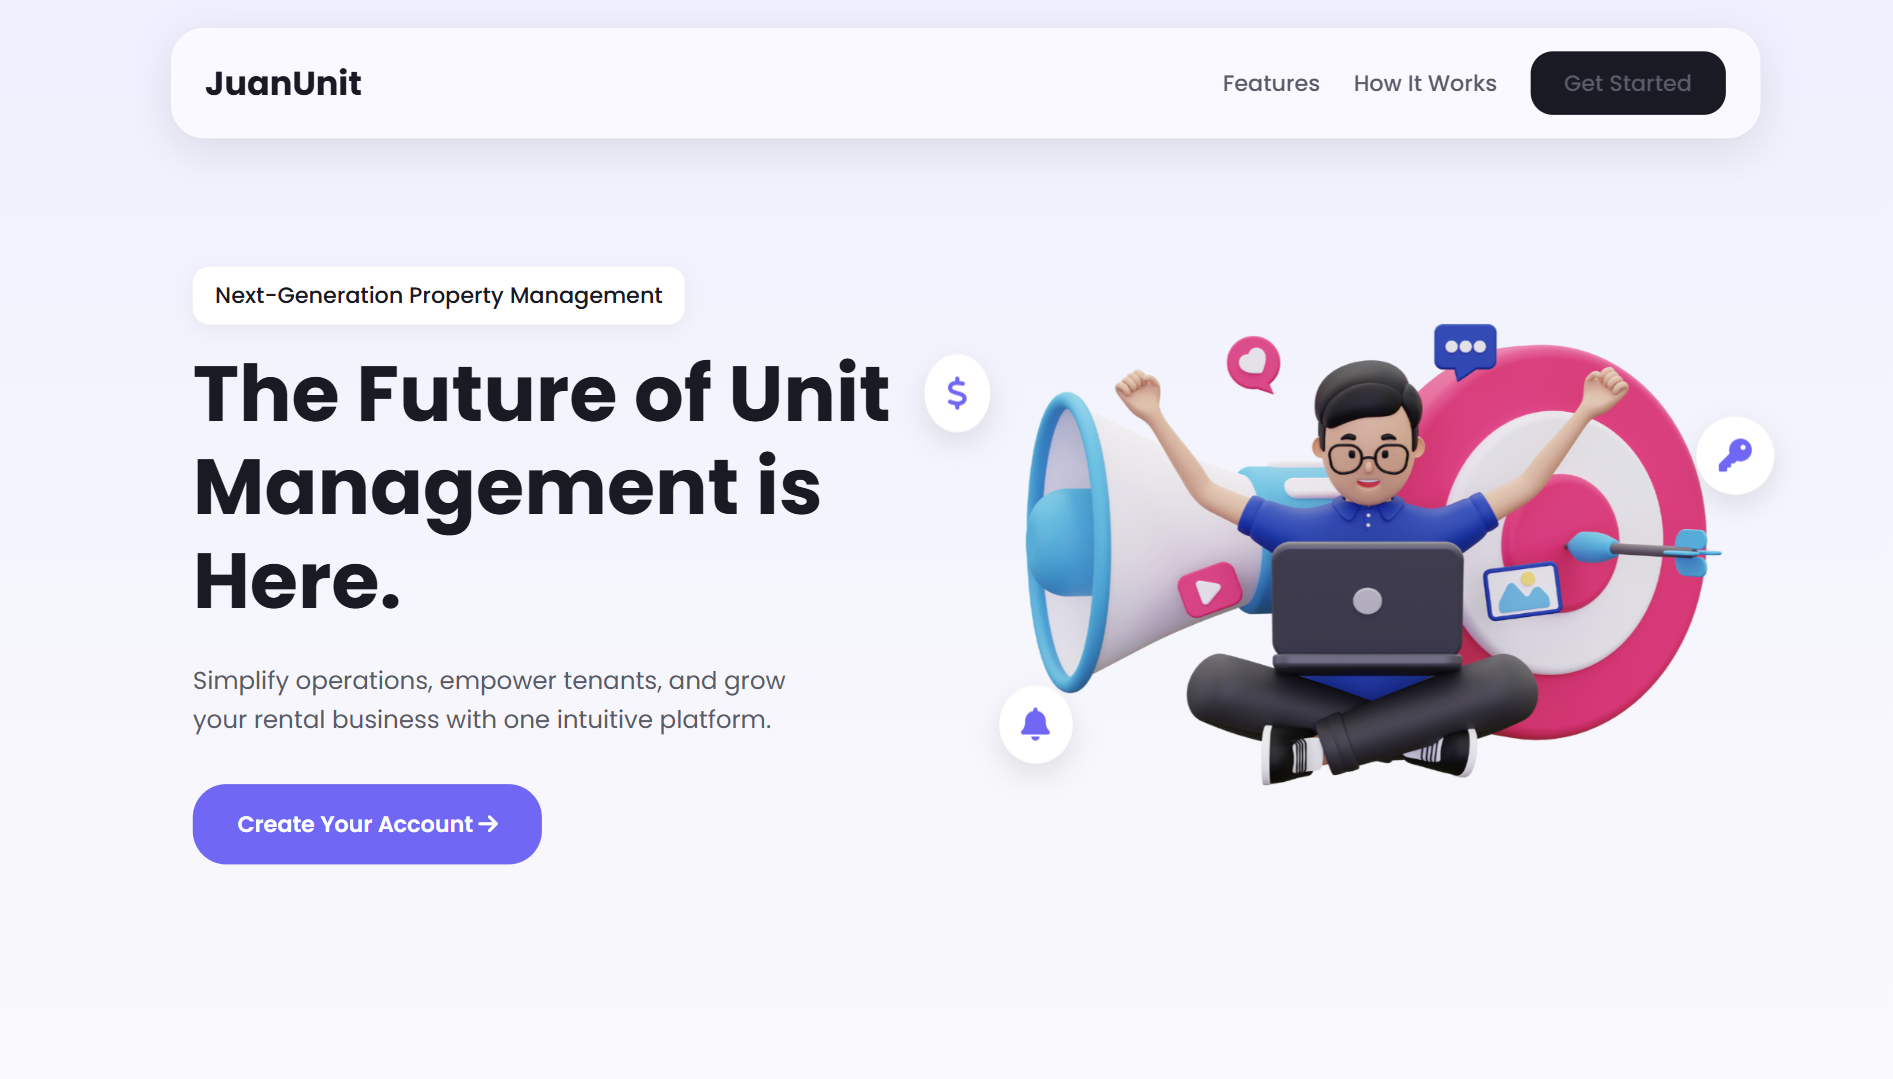 JuanUnit
Features
How It Works
Get Started
Next-Generation Property Management
The Future of Unit
Management is
Here.
Simplify operations, empower tenants, and grow
your rental business with one intuitive platform.
Create Your Account →
$